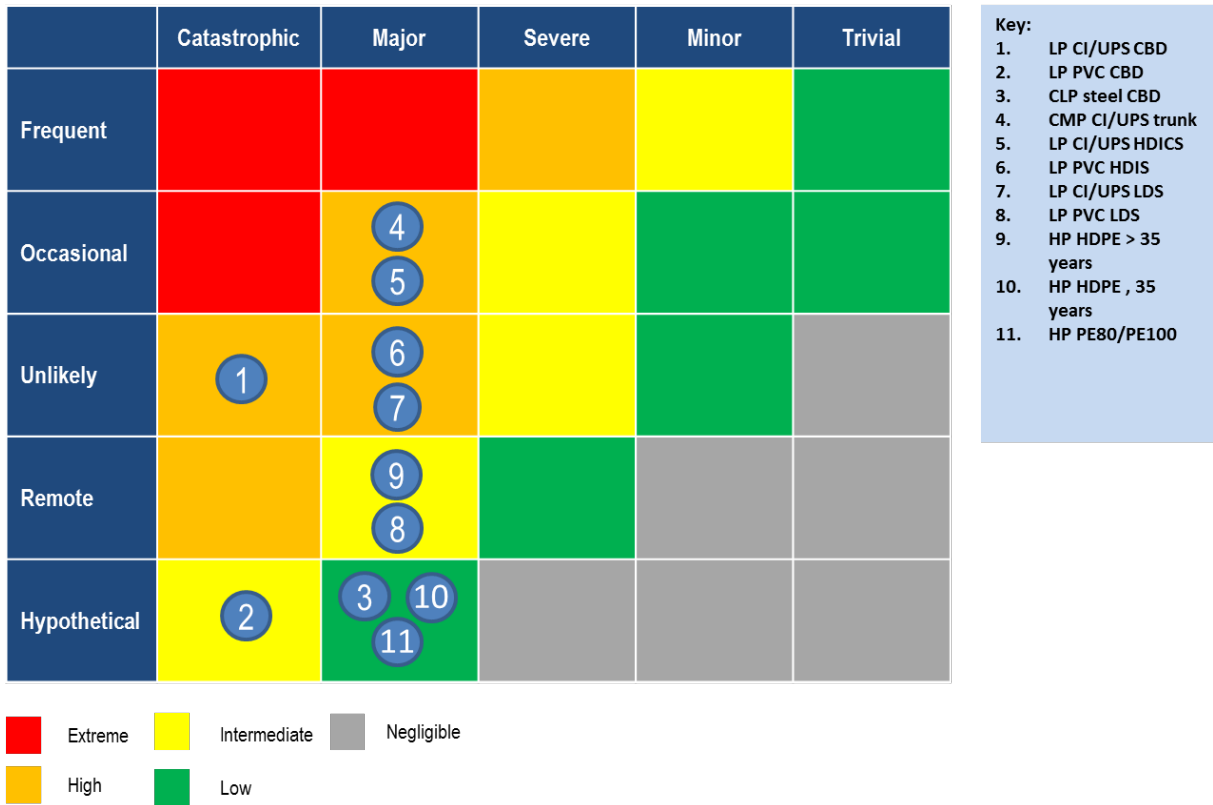 Catastrophic Major Severe Minor Trivial
Frequent
Occasional
4
5
Unlikely
1
6
7
Remote
9
8
Hypothetical
2
3
10
11
Extreme
Intermediate
Negligible
High
Low
Key:
1. LP CI/UPS CBD
2. LP PVC CBD
3. CLP steel CBD
4. CMP CI/UPS trunk
5. LP CI/UPS HDICS
6. LP PVC HDIS
7. LP CI/UPS LDS
8. LP PVC LDS
9. HP HDPE > 35
years
10. HP HDPE , 35
years
11. HP PE80/PE100